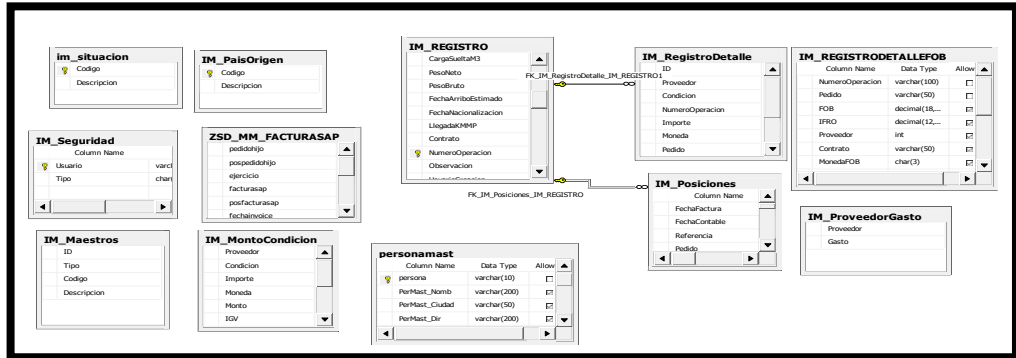 im_situacion
Codigo
Descripcion
IM_PaisOrigen
Codigo
Descripcion
IM_REGISTRO
CargaSueltaM3
PesoNeto
PesoBruto
FechaArriboEstimado
FechaNacionalizacion
LlegadaKMMP
Contrato
NumeroOperacion
Observacion
FK_IM_RegistroDetalle_IM_REGISTRO1
FK_IM_Posiciones_IM_REGISTRO
IM_RegistroDetalle
ID
Proveedor
Condicion
NumeroOperacion
Importe
Moneda
Pedido
IM_REGISTRODETALLEFOB
Column Name Data Type Allow
NumeroOperacion varchar(100)
Pedido varchar(50)
FOB decimal(18,...
IFRO decimal(12,...
Proveedor int
Contrato varchar(50)
MonedaFOB char(3)
IM_Seguridad
Column Name
Usuario varch
Tipo char
ZSD_MM_FACTURASAP
pedidohijo
pospedidohijo
ejercicio
facturasap
posfacturasap
fechainvoice
IM_Posiciones
Column Name
FechaFactura
FechaContable
Referencia
Pedido
IM_ProveedorGasto
Proveedor
Gasto
IM_Maestros
ID
Tipo
Codigo
Descripcion
IM_MontoCondicion
Proveedor
Condicion
Importe
Moneda
Monto
IGV
personamast
Column Name Data Type Allow
persona varchar(10)
PerMast_Nomb varchar(200)
PerMast_Ciudad varchar(50)
PerMast_Dir varchar(200)